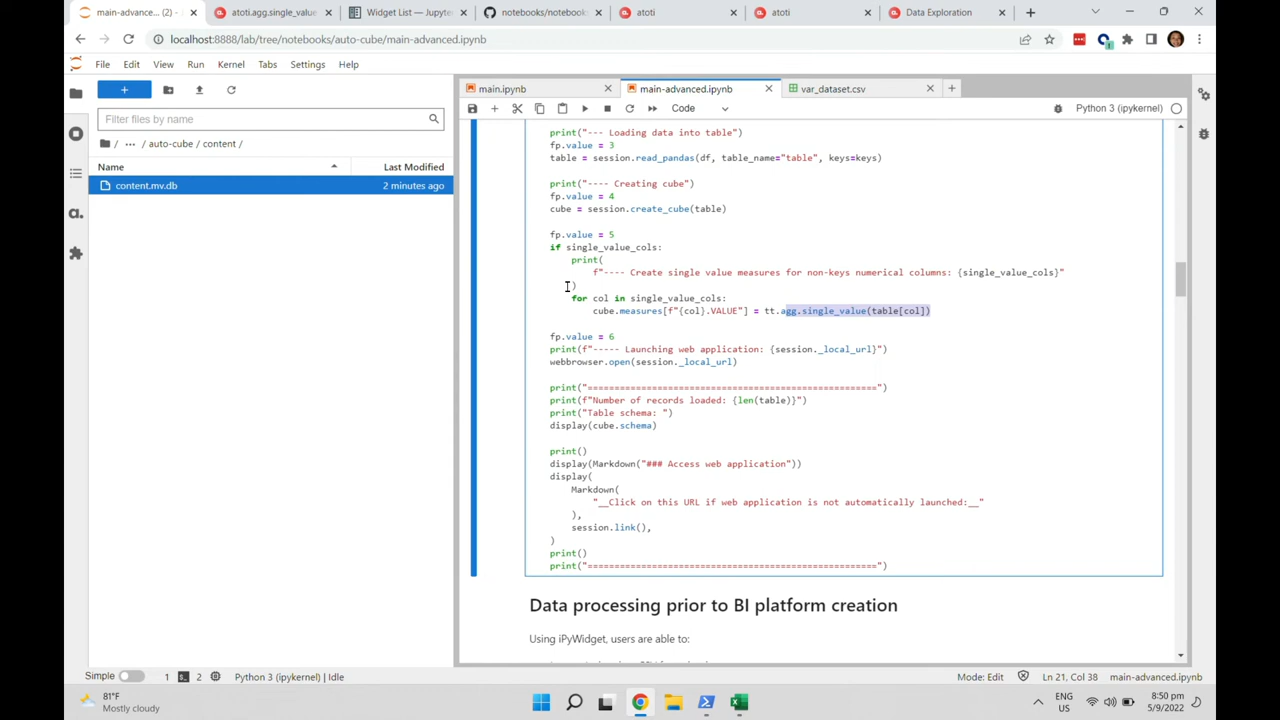 main-advanced... (2) -
atoti.agg.single_value
Widget List — Jupyte
notebooks/notebook
atoti
atoti
Data Exploration
localhost:8888/lab/tree/notebooks/auto-cube/main-advanced.ipynb
File Edit View Run Kernel Tabs Settings Help
main.ipynb
main-advanced.ipynb
var_dataset.csv
Code
Python 3 (ipykernel)
Filter files by name
/ ... / auto-cube / content /
Name
Last Modified
content.mv.db
2 minutes ago
print("--- Loading data into table")
fp.value = 3
table = session.read_pandas(df, table_name="table", keys=keys)
print("---- Creating cube")
fp.value = 4
cube = session.create_cube(table)
fp.value = 5
if single_value_cols:
print(
f"---- Create single value measures for non-keys numerical columns: {single_value_cols}"
)
for col in single_value_cols:
cube.measures[f"{col}.VALUE"] = tt.agg.single_value(table[col])
fp.value = 6
print(f"----- Launching web application: {session._local_url}")
webbrowser.open(session._local_url)
print("======================================================")
print(f"Number of records loaded: {len(table)}")
print("Table schema: ")
display(cube.schema)
print()
display(Markdown("### Access web application"))
display(
Markdown(
"__Click on this URL if web application is not automatically launched:__"
),
session.link(),
)
print()
print("======================================================")
Data processing prior to BI platform creation
Using iPyWidget, users are able to:
Simple
1
2
Python 3 (ipykernel) | Idle
Mode: Edit
Ln 21, Col 38
main-advanced.ipynb
81°F
Mostly cloudy
ENG
US
8:50 pm
5/9/2022